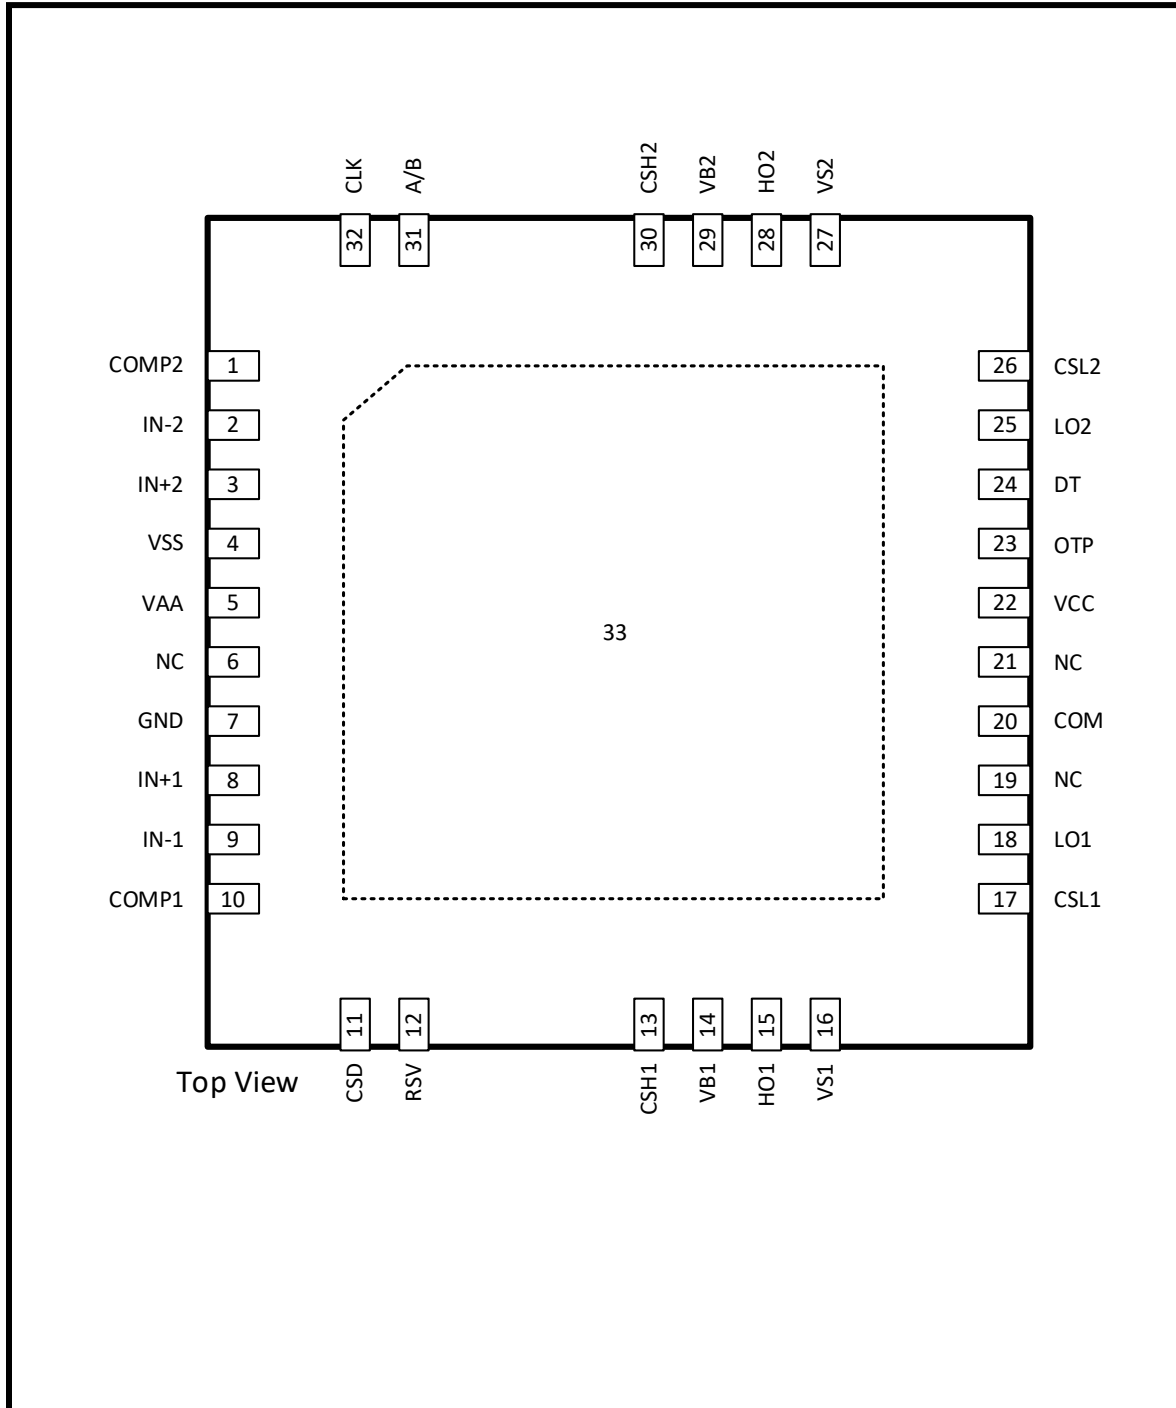 CLK
A/B
CSH2
VB2
HO2
VS2
32
31
30
29
28
27
COMP2 1
26 CSL2
IN-2 2
25 LO2
IN+2 3
24 DT
VSS 4
23 OTP
VAA 5
22 VCC
33
NC 6
21 NC
GND 7
20 COM
IN+1 8
19 NC
IN-1 9
18 LO1
COMP1 10
17 CSL1
11
12
13
14
15
16
Top View
CSD
RSV
CSH1
VB1
HO1
VS1